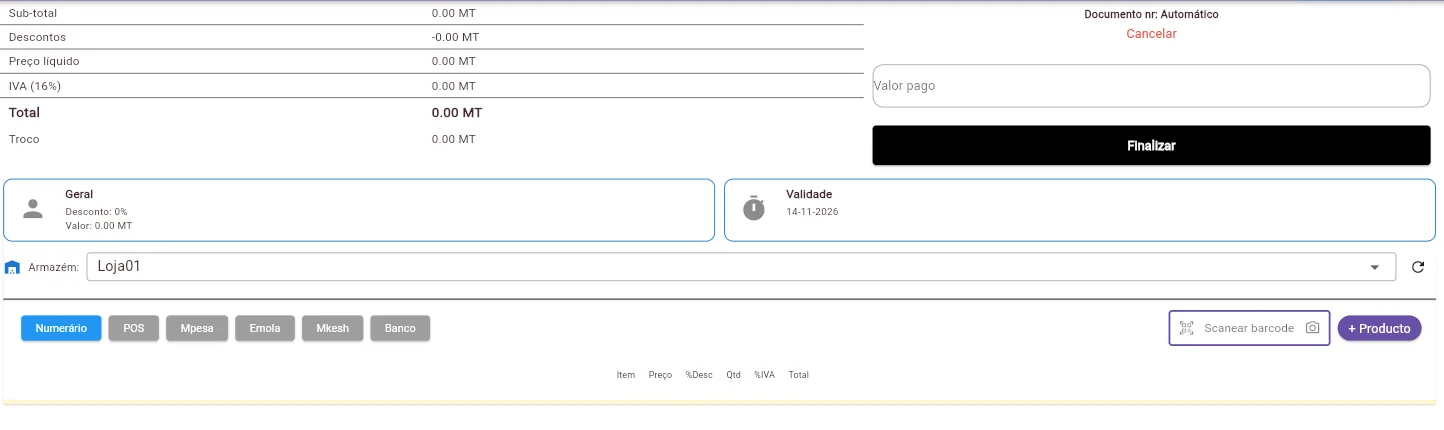 Sub-total 0.00 MT
Descontos -0.00 MT
Preço líquido 0.00 MT
IVA (16%) 0.00 MT
Total 0.00 MT
Troco 0.00 MT
Documento nr: Automático
Cancelar
Valor pago
Finalizar
Geral
Desconto: 0%
Valor: 0.00 MT
Validade
14-11-2026
Armazém: Loja01
Numerário POS Mpesa Emola Mkesh Banco Scanear barcode + Producto
Item Preço %Desc Qtd %IVA Total